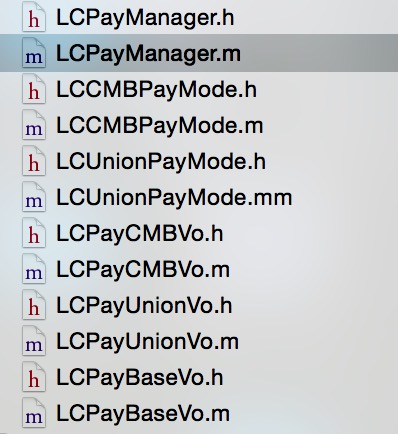 h LCPayManager.h
m LCPayManager.m
h LCCMBPayMode.h
m LCCMBPayMode.m
h LCUnionPayMode.h
m LCUnionPayMode.mm
h LCPayCMBVo.h
m LCPayCMBVo.m
h LCPayUnionVo.h
m LCPayUnionVo.m
h LCPayBaseVo.h
m LCPayBaseVo.m